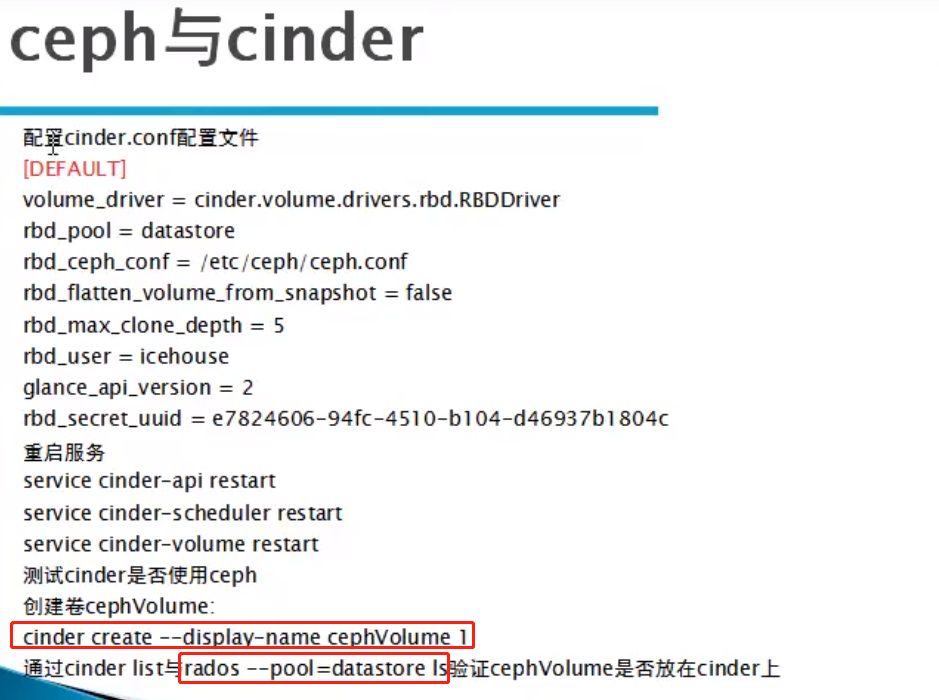 ceph与cinder
配置cinder.conf配置文件
[DEFAULT]
volume_driver = cinder.volume.drivers.rbd.RBDDriver
rbd_pool = datastore
rbd_ceph_conf = /etc/ceph/ceph.conf
rbd_flatten_volume_from_snapshot = false
rbd_max_clone_depth = 5
rbd_user = icehouse
glance_api_version = 2
rbd_secret_uuid = e7824606-94fc-4510-b104-d46937b1804c
重启服务
service cinder-api restart
service cinder-scheduler restart
service cinder-volume restart
测试cinder是否使用ceph
创建卷cephVolume:
cinder create --display-name cephVolume 1
通过cinder list与rados --pool=datastore ls验证cephVolume是否放在cinder上